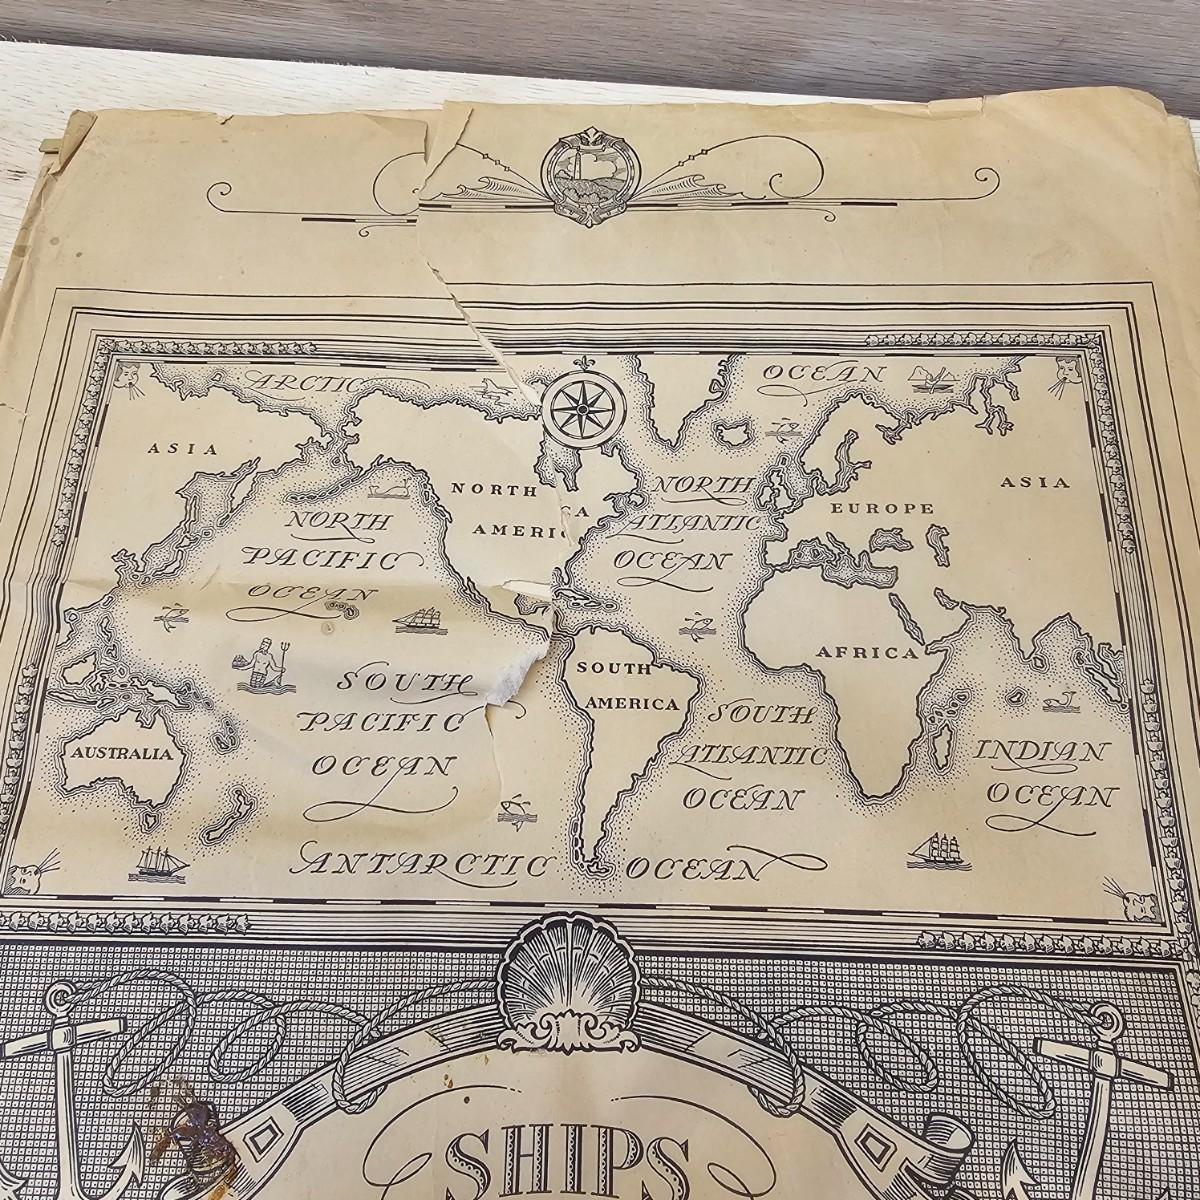 ARCTIC OCEAN
ASIA
NORTH
AMERICA
CA
NORTH
PACIFIC
OCEAN
NORTH
ATLANTIC
OCEAN
EUROPE
ASIA
AFRICA
SOUTH
AMERICA
SOUTH
PACIFIC
OCEAN
SOUTH
ATLANTIC
OCEAN
INDIAN
OCEAN
AUSTRALIA
ANTARCTIC OCEAN
SHIPS